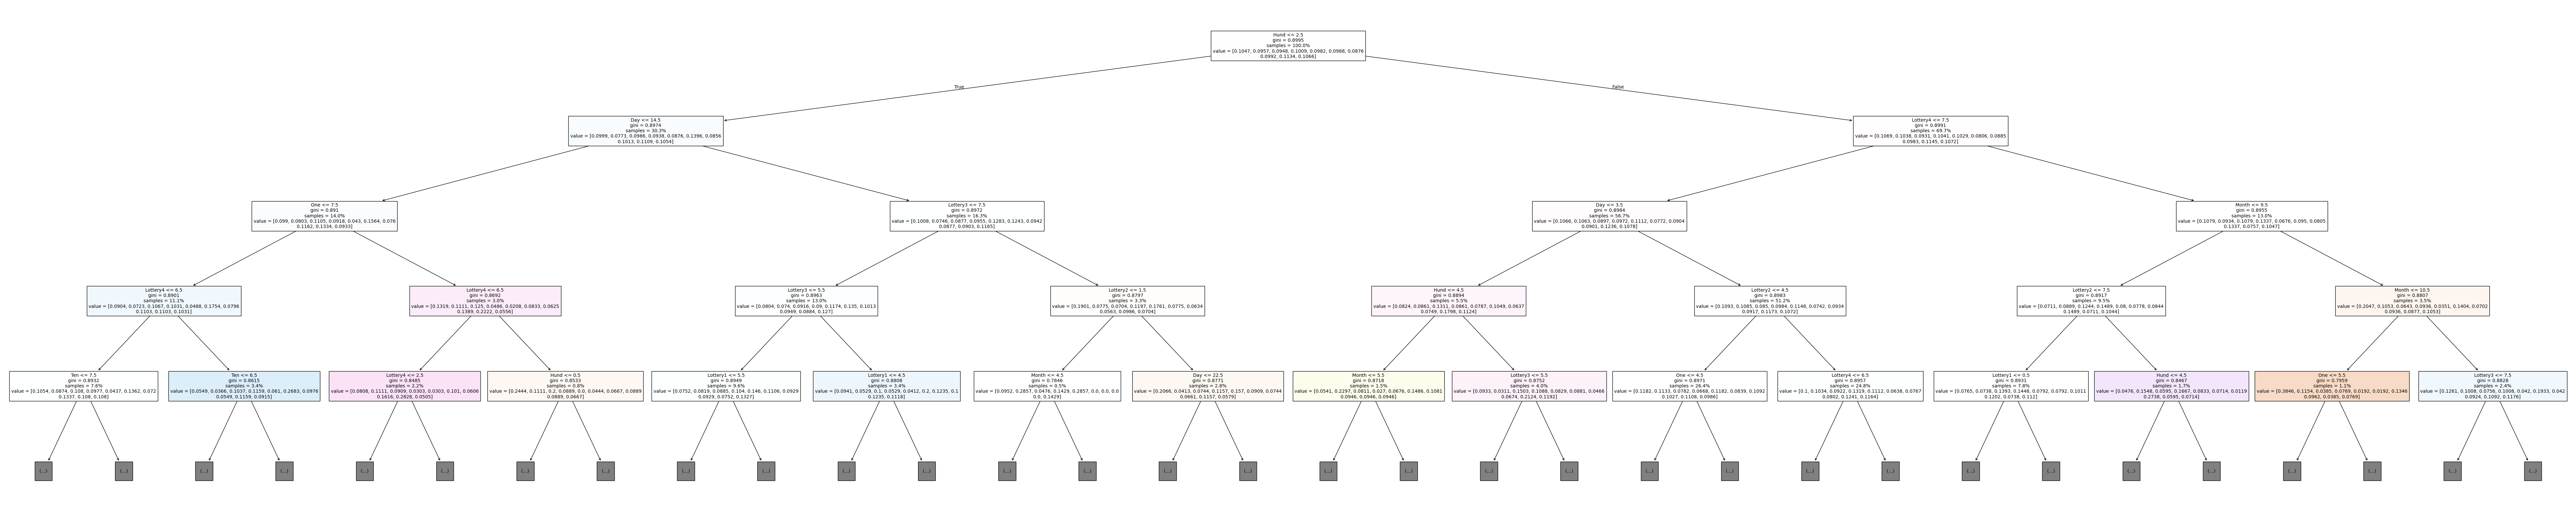 Hund <= 2.5
gini = 0.8995
samples = 100.0%
value = [0.1047, 0.0957, 0.0948, 0.1009, 0.0982, 0.0988, 0.0876
0.0992, 0.1134, 0.1066]
True
False
Day <= 14.5
gini = 0.8974
samples = 30.3%
value = [0.0999, 0.0773, 0.0986, 0.0938, 0.0876, 0.1396, 0.0856
0.1013, 0.1109, 0.1054]
Lottery4 <= 7.5
gini = 0.8991
samples = 69.7%
value = [0.1069, 0.1038, 0.0931, 0.1041, 0.1029, 0.0806, 0.0885
0.0983, 0.1145, 0.1072]
One <= 7.5
gini = 0.891
samples = 14.0%
value = [0.099, 0.0803, 0.1105, 0.0918, 0.043, 0.1564, 0.076
0.1162, 0.1334, 0.0933]
Lottery3 <= 7.5
gini = 0.8972
samples = 16.3%
value = [0.1008, 0.0746, 0.0877, 0.0955, 0.1283, 0.1243, 0.0942
0.0877, 0.0903, 0.1165]
Day <= 3.5
gini = 0.8984
samples = 56.7%
value = [0.1066, 0.1063, 0.0897, 0.0972, 0.1112, 0.0772, 0.0904
0.0901, 0.1236, 0.1078]
Month <= 9.5
gini = 0.8955
samples = 13.0%
value = [0.1079, 0.0934, 0.1079, 0.1337, 0.0676, 0.095, 0.0805
0.1337, 0.0757, 0.1047]
Lottery4 <= 6.5
gini = 0.8901
samples = 11.1%
value = [0.0904, 0.0723, 0.1067, 0.1031, 0.0488, 0.1754, 0.0796
0.1103, 0.1103, 0.1031]
Lottery4 <= 6.5
gini = 0.8692
samples = 3.0%
value = [0.1319, 0.1111, 0.125, 0.0486, 0.0208, 0.0833, 0.0625
0.1389, 0.2222, 0.0556]
Lottery3 <= 5.5
gini = 0.8963
samples = 13.0%
value = [0.0804, 0.074, 0.0916, 0.09, 0.1174, 0.135, 0.1013
0.0949, 0.0884, 0.127]
Lottery2 <= 1.5
gini = 0.8797
samples = 3.3%
value = [0.1901, 0.0775, 0.0704, 0.1197, 0.1761, 0.0775, 0.0634
0.0563, 0.0986, 0.0704]
Hund <= 4.5
gini = 0.8894
samples = 5.5%
value = [0.0824, 0.0861, 0.1311, 0.0861, 0.0787, 0.1049, 0.0637
0.0749, 0.1798, 0.1124]
Lottery2 <= 4.5
gini = 0.8983
samples = 51.2%
value = [0.1093, 0.1085, 0.085, 0.0984, 0.1148, 0.0742, 0.0934
0.0917, 0.1173, 0.1072]
Lottery2 <= 7.5
gini = 0.8917
samples = 9.5%
value = [0.0711, 0.0889, 0.1244, 0.1489, 0.08, 0.0778, 0.0844
0.1489, 0.0711, 0.1044]
Month <= 10.5
gini = 0.8807
samples = 3.5%
value = [0.2047, 0.1053, 0.0643, 0.0936, 0.0351, 0.1404, 0.0702
0.0936, 0.0877, 0.1053]
Ten <= 7.5
gini = 0.8932
samples = 7.6%
value = [0.1054, 0.0874, 0.108, 0.0977, 0.0437, 0.1362, 0.072
0.1337, 0.108, 0.108]
Ten <= 6.5
gini = 0.8615
samples = 3.4%
value = [0.0549, 0.0366, 0.1037, 0.1159, 0.061, 0.2683, 0.0976
0.0549, 0.1159, 0.0915]
Lottery4 <= 2.5
gini = 0.8485
samples = 2.2%
value = [0.0808, 0.1111, 0.0909, 0.0303, 0.0303, 0.101, 0.0606
0.1616, 0.2828, 0.0505]
Hund <= 0.5
gini = 0.8533
samples = 0.8%
value = [0.2444, 0.1111, 0.2, 0.0889, 0.0, 0.0444, 0.0667
0.0889, 0.0889, 0.0667]
Lottery1 <= 5.5
gini = 0.8949
samples = 9.6%
value = [0.0752, 0.0819, 0.0885, 0.104, 0.146, 0.1106, 0.0929
0.0929, 0.0752, 0.1327]
Lottery1 <= 4.5
gini = 0.8808
samples = 3.4%
value = [0.0941, 0.0529, 0.1, 0.0529, 0.0412, 0.2, 0.1235
0.1235, 0.1118]
Month <= 4.5
gini = 0.7846
samples = 0.5%
value = [0.0952, 0.2857, 0.0476, 0.1429, 0.2857, 0.0, 0.0, 0.0
0.0, 0.1429]
Day <= 22.5
gini = 0.8771
samples = 2.8%
value = [0.2066, 0.0413, 0.0744, 0.1157, 0.157, 0.0909, 0.0744
0.0661, 0.1157, 0.0579]
Month <= 5.5
gini = 0.8718
samples = 1.5%
value = [0.0541, 0.2297, 0.0811, 0.027, 0.0676, 0.1486, 0.1081
0.0946, 0.0946, 0.0946]
Lottery3 <= 5.5
gini = 0.8752
samples = 4.0%
value = [0.0933, 0.0311, 0.1503, 0.1088, 0.0829, 0.0881, 0.0466
0.0674, 0.2124, 0.1192]
One <= 4.5
gini = 0.8971
samples = 26.4%
value = [0.1182, 0.1133, 0.0782, 0.0668, 0.1182, 0.0839, 0.1092
0.1027, 0.1108, 0.0986]
Lottery4 <= 6.5
gini = 0.8957
samples = 24.8%
value = [0.1, 0.1034, 0.0922, 0.1319, 0.1112, 0.0638, 0.0767
0.0802, 0.1241, 0.1164]
Lottery1 <= 0.5
gini = 0.8931
samples = 7.8%
value = [0.0765, 0.0738, 0.1393, 0.1448, 0.0792, 0.0792, 0.1011
0.1202, 0.0738, 0.112]
Hund <= 4.5
gini = 0.8467
samples = 1.7%
value = [0.0476, 0.1548, 0.0595, 0.1667, 0.0833, 0.0714, 0.0119
0.2738, 0.0595, 0.0714]
One <= 5.5
gini = 0.7959
samples = 1.1%
value = [0.3846, 0.1154, 0.0385, 0.0769, 0.0192, 0.0192, 0.1346
0.0962, 0.0385, 0.0769]
Lottery3 <= 7.5
gini = 0.8828
samples = 2.4%
value = [0.1261, 0.1008, 0.0756, 0.1008, 0.042, 0.1933, 0.042
0.0924, 0.1092, 0.1176]
(...) (...) (...) (...) (...) (...) (...) (...) (...) (...) (...) (...) (...) (...) (...) (...) (...) (...) (...) (...) (...) (...) (...) (...) (...) (...) (...) (...) (...) (...) (...) (...)